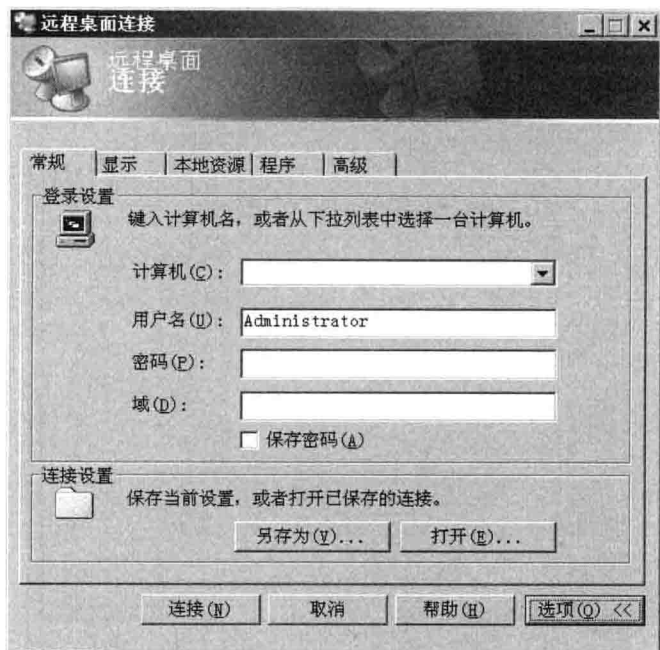 远程桌面连接
远程桌面
连接
常规 显示 本地资源 程序 高级
登录设置
键入计算机名，或者从下拉列表中选择一台计算机。
计算机(C)：
用户名(U)： Administrator
密码(P)：
域(D)：
保存密码(A)
连接设置
保存当前设置，或者打开已保存的连接。
另存为(V)... 打开(E)...
连接(N) 取消 帮助(H) 选项(O) <<